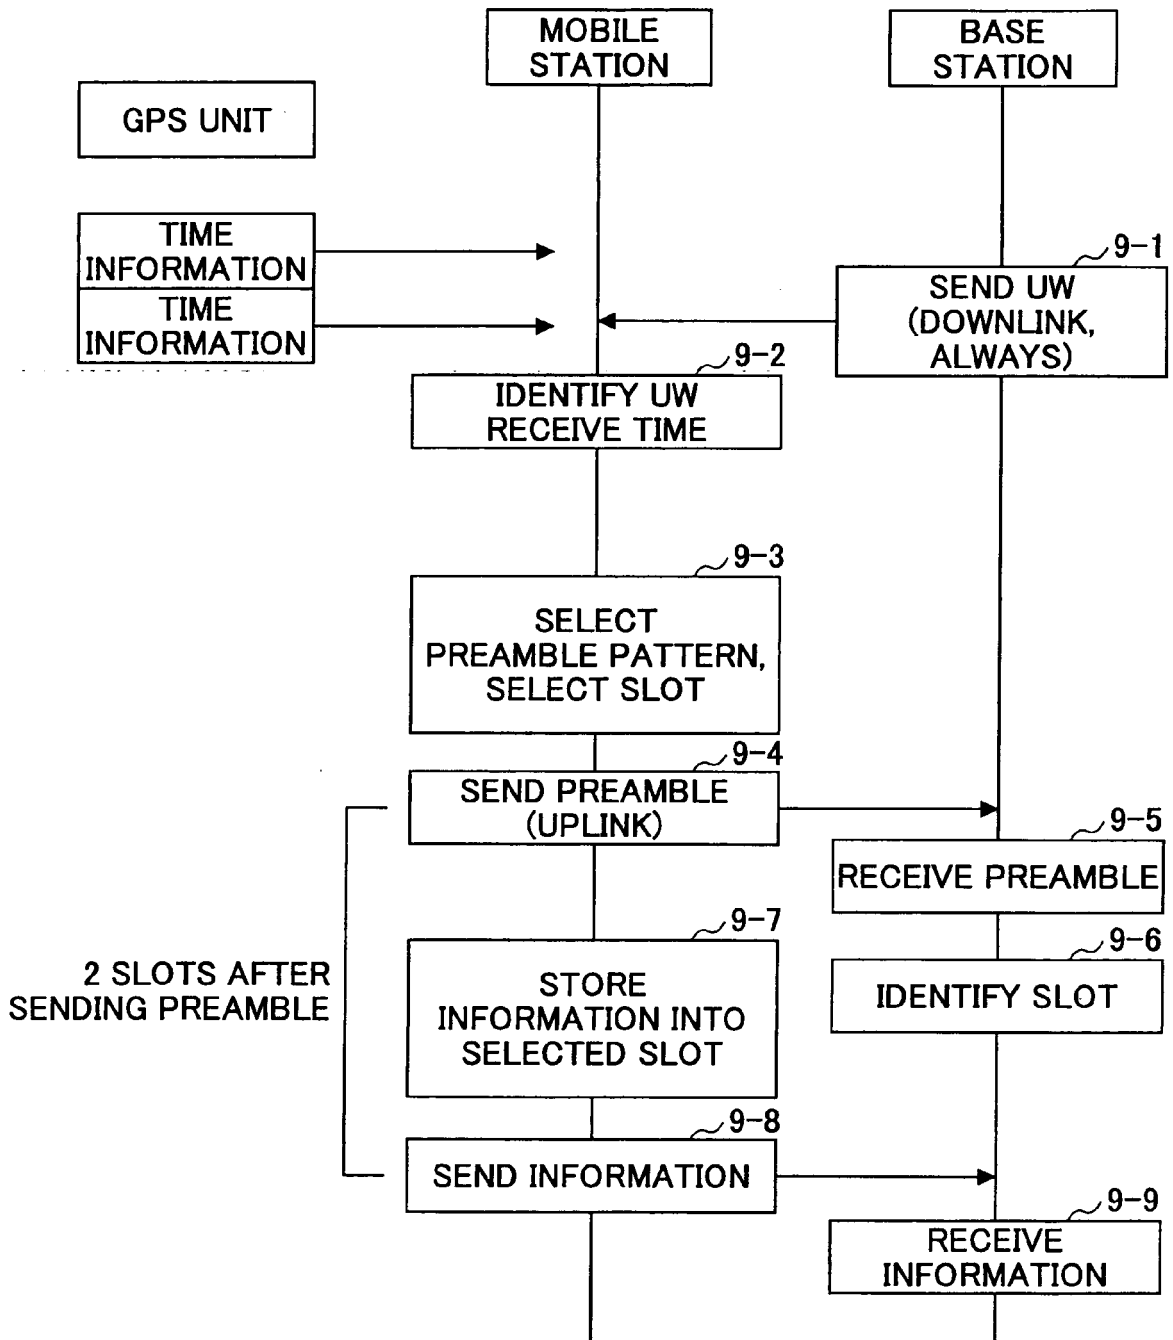 MOBILE
STATION
BASE
STATION
GPS UNIT
TIME
INFORMATION
TIME
INFORMATION
9-1
SEND UW
(DOWNLINK,
ALWAYS)
9-2
IDENTIFY UW
RECEIVE TIME
9-3
SELECT
PREAMBLE PATTERN,
SELECT SLOT
9-4
SEND PREAMBLE
(UPLINK)
9-5
RECEIVE PREAMBLE
9-6
IDENTIFY SLOT
9-7
STORE
INFORMATION INTO
SELECTED SLOT
2 SLOTS AFTER
SENDING PREAMBLE
9-8
SEND INFORMATION
9-9
RECEIVE
INFORMATION